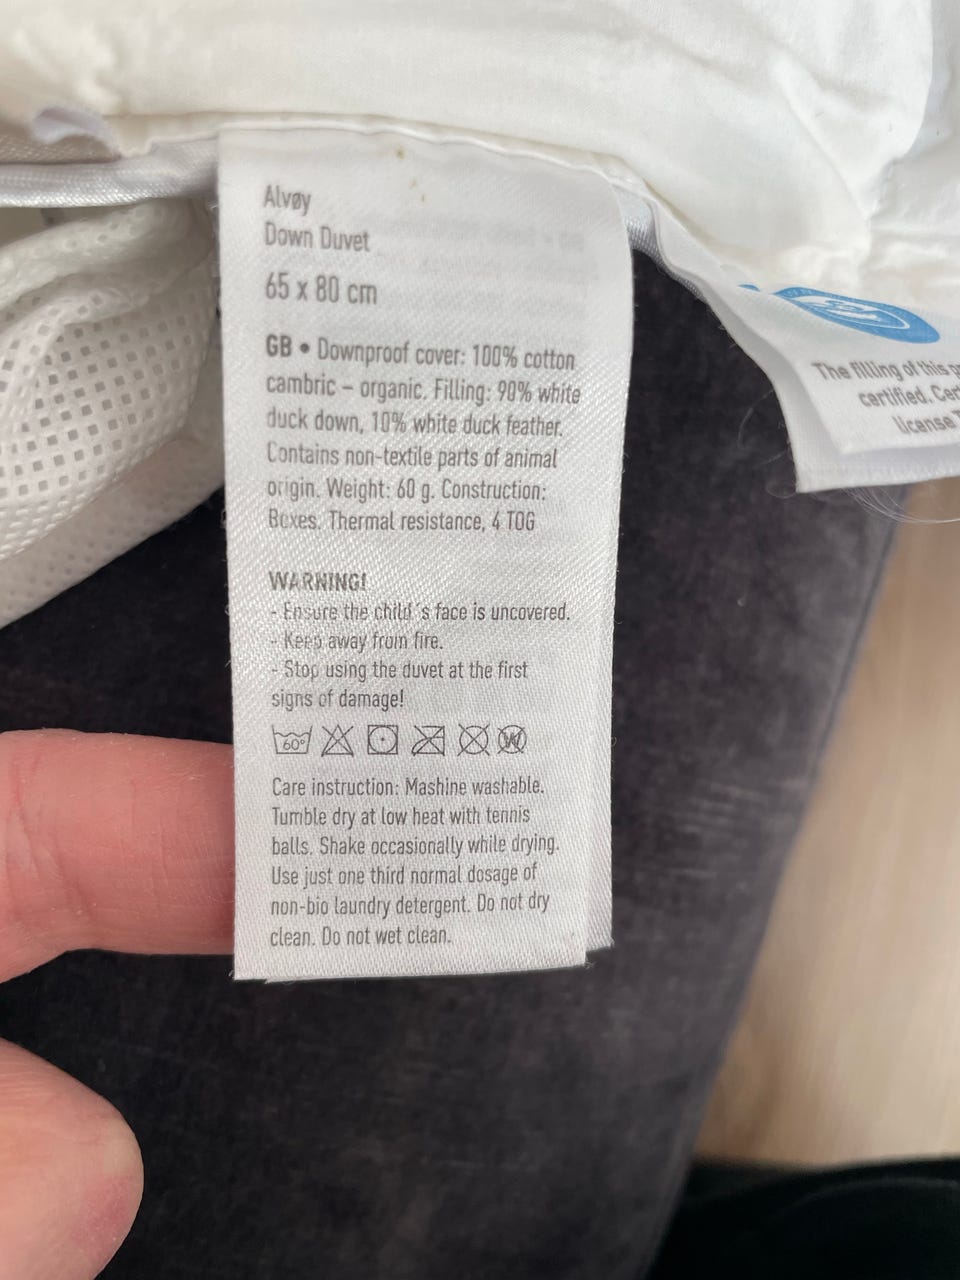 Alvøy
Down Duvet
65 x 80 cm
GB • Downproof cover: 100% cotton
cambric – organic. Filling: 90% white
duck down, 10% white duck feather.
Contains non-textile parts of animal
origin. Weight: 60 g. Construction:
Boxes. Thermal resistance, 4 TOG
WARNING!
- Ensure the child´s face is uncovered.
- Keep away from fire.
- Stop using the duvet at the first
signs of damage!
60° W
Care instruction: Mashine washable.
Tumble dry at low heat with tennis
balls. Shake occasionally while drying.
Use just one third normal dosage of
non-bio laundry detergent. Do not dry
clean. Do not wet clean.
The filling of this
certified.
license